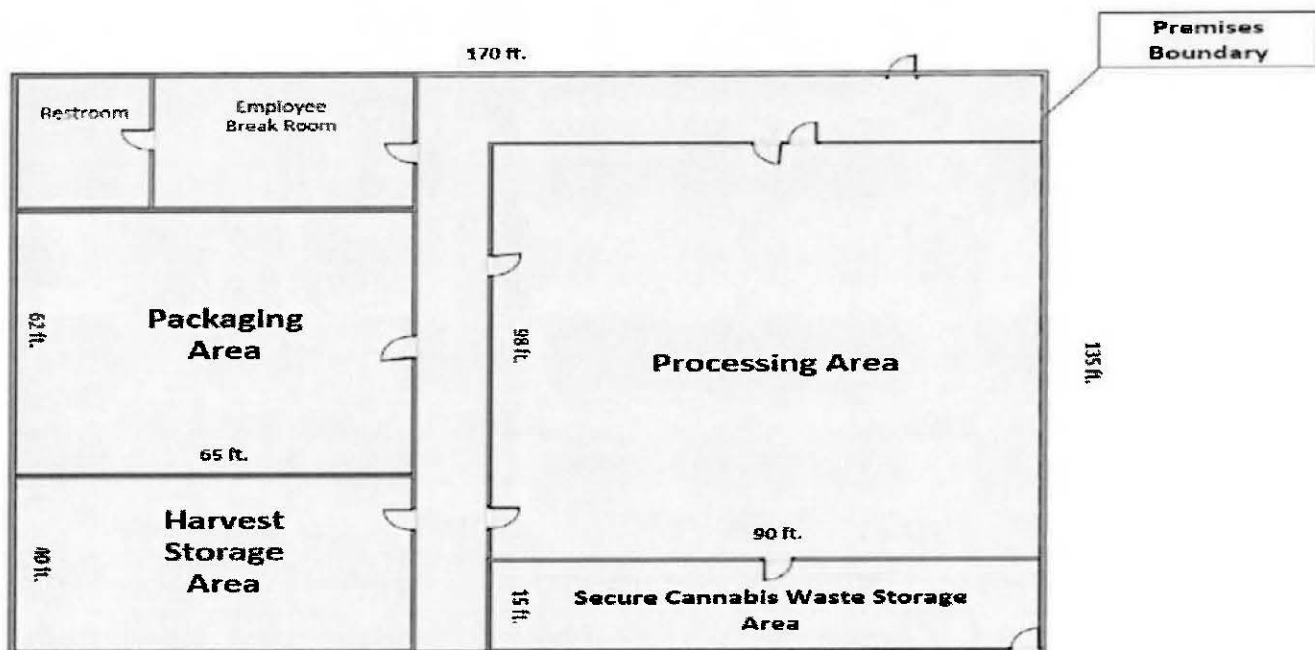 170 ft.
Premises
Boundary
Restroom
Employee
Break Room
62 ft.
Packaging
Area
65 ft.
98 ft.
Processing Area
135 ft.
90 ft.
40 ft.
Harvest
Storage
Area
15 ft.
Secure Cannabis Waste Storage
Area